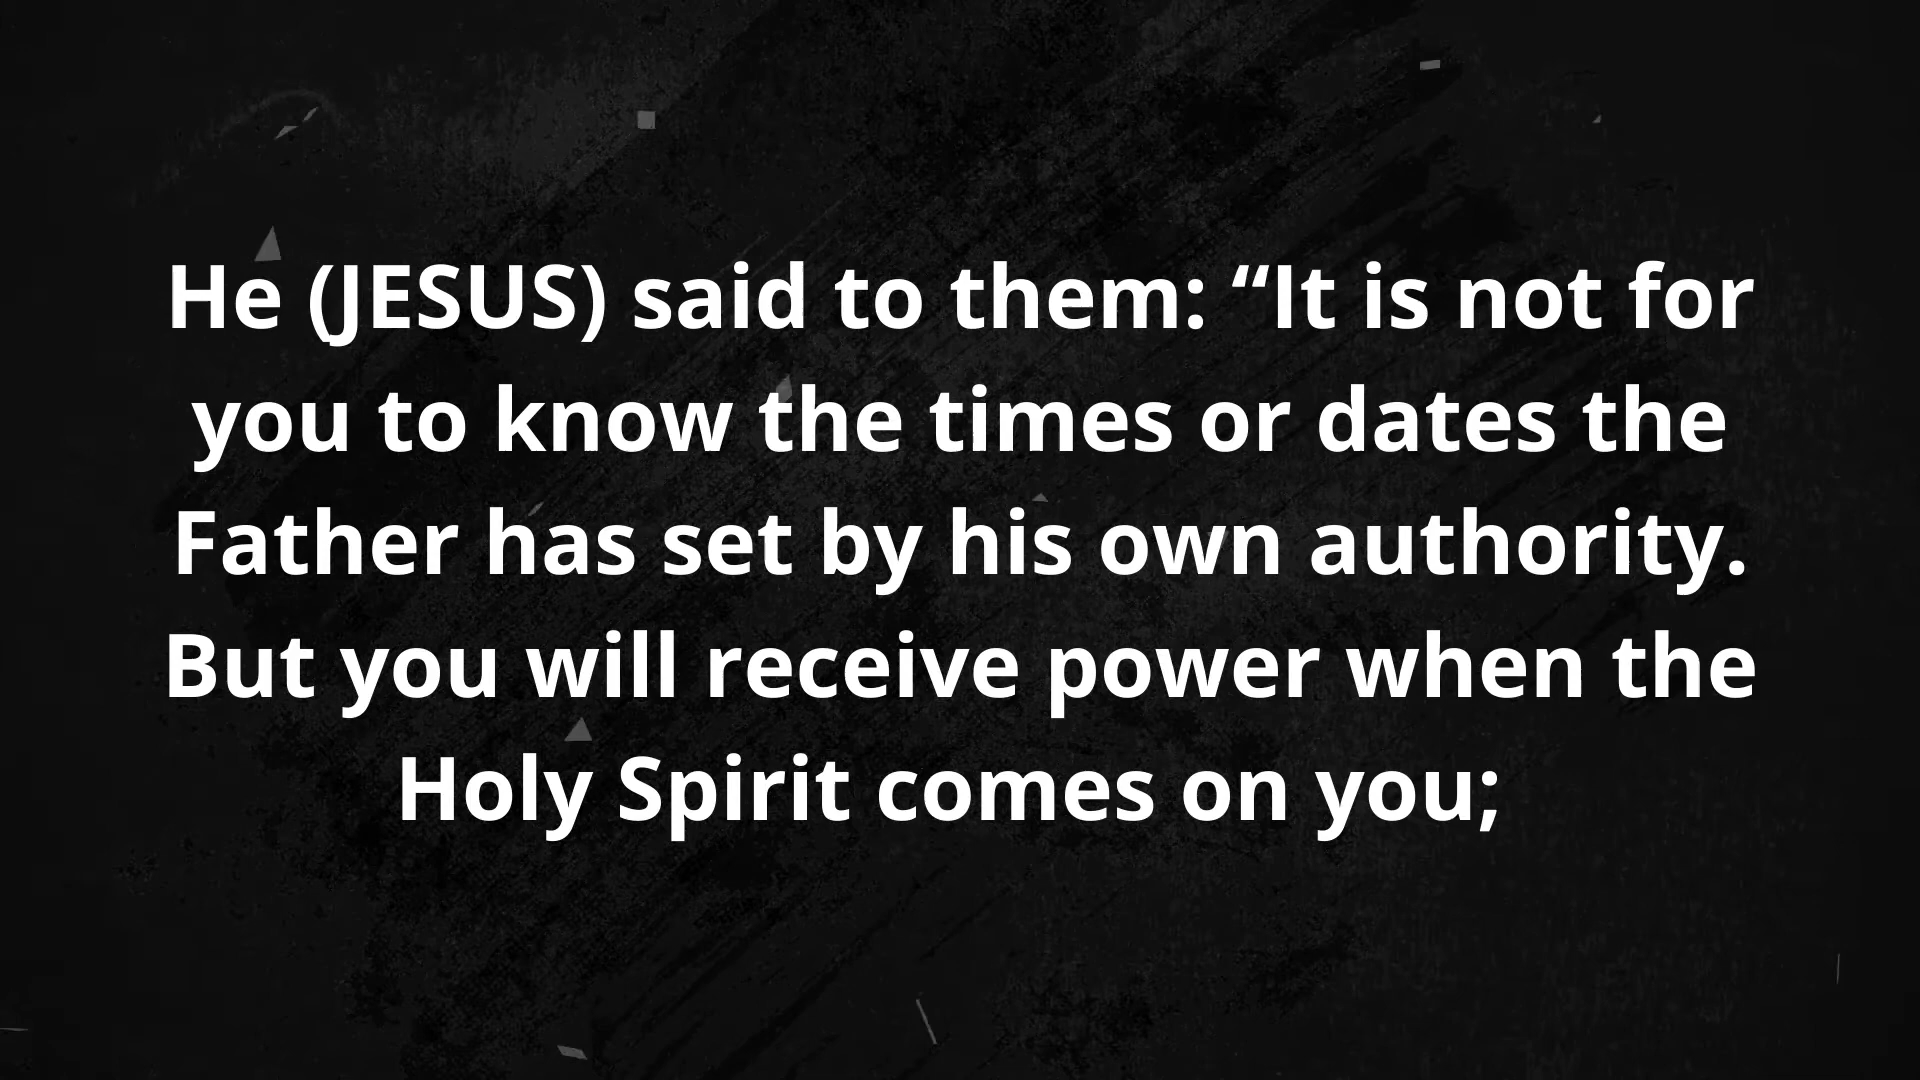 He (JESUS) said to them: “It is not for
you to know the times or dates the
Father has set by his own authority.
But you will receive power when the
Holy Spirit comes on you;